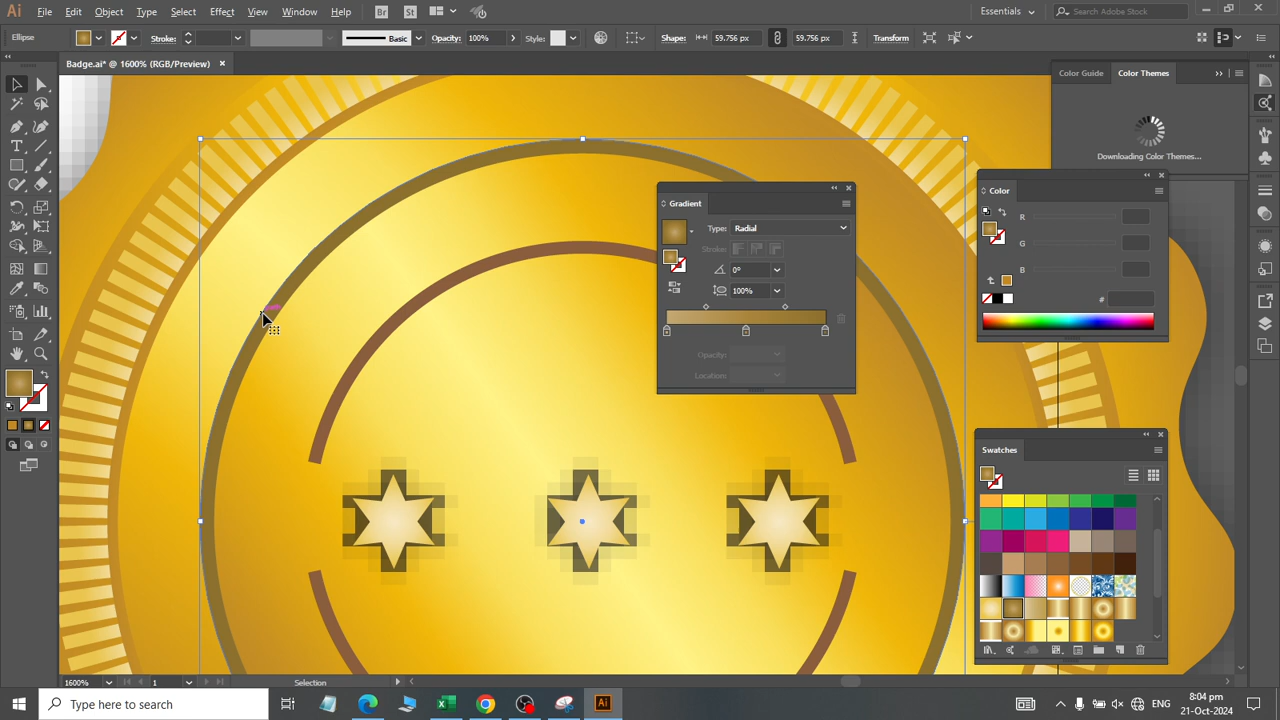 Ai File Edit Object Type Select Effect View Window Help Br St Essentials Search Adobe Stock
Ellipse Stroke: Basic Opacity: 100% Style: Shape: 59.756 px 59.756 px Transform
Badge.ai* @ 1600% (RGB/Preview)
Color Guide Color Themes
Downloading Color Themes...
Color
R
G
B
#
Gradient
Type: Radial
Stroke:
0°
100%
Opacity:
Location:
Swatches
1600% 1 Selection
Type here to search
Ai
ENG
8:04 pm
21-Oct-2024